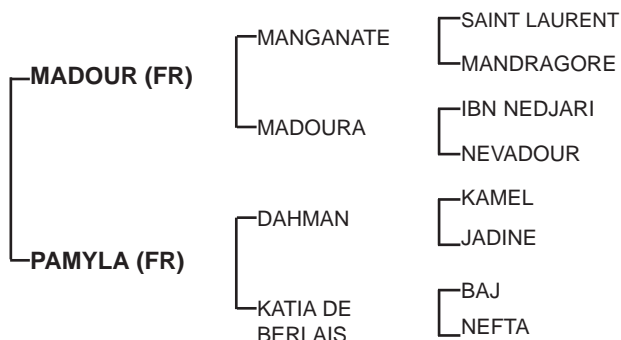 SAINT LAURENT
MANGANATE
MANDRAGORE
MADOUR (FR)
IBN NEDJARI
MADOURA
NEVADOUR
KAMEL
DAHMAN
JADINE
PAMYLA (FR)
BAJ
KATIA DE
BERLAIS
NEFTA